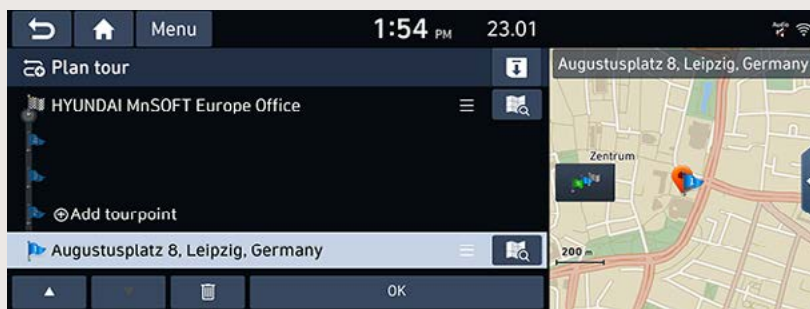 Menu
1:54 PM
23.01
Audio
Plan tour
Augustusplatz 8, Leipzig, Germany
HYUNDAI MnSOFT Europe Office
Zentrum
Add tourpoint
Augustusplatz 8, Leipzig, Germany
200 m
OK